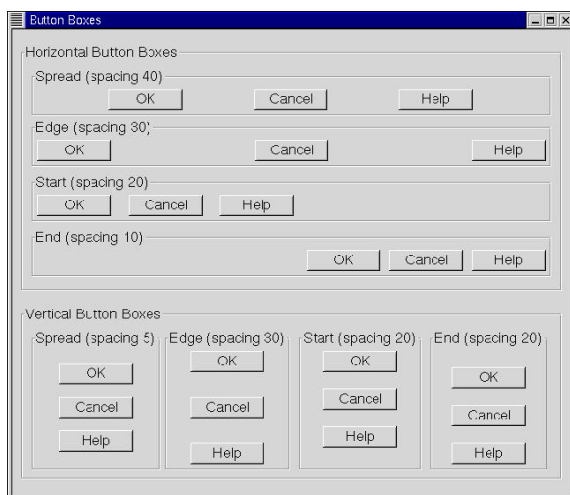 Button Boxes
Horizontal Button Boxes
Spread (spacing 40)
OK Cancel Help
Edge (spacing 30)
OK Cancel Help
Start (spacing 20)
OK Cancel Help
End (spacing 10)
OK Cancel Help
Vertical Button Boxes
Spread (spacing 5)
OK
Cancel
Help
Edge (spacing 30)
OK
Cancel
Help
Start (spacing 20)
OK
Cancel
Help
End (spacing 20)
OK
Cancel
Help